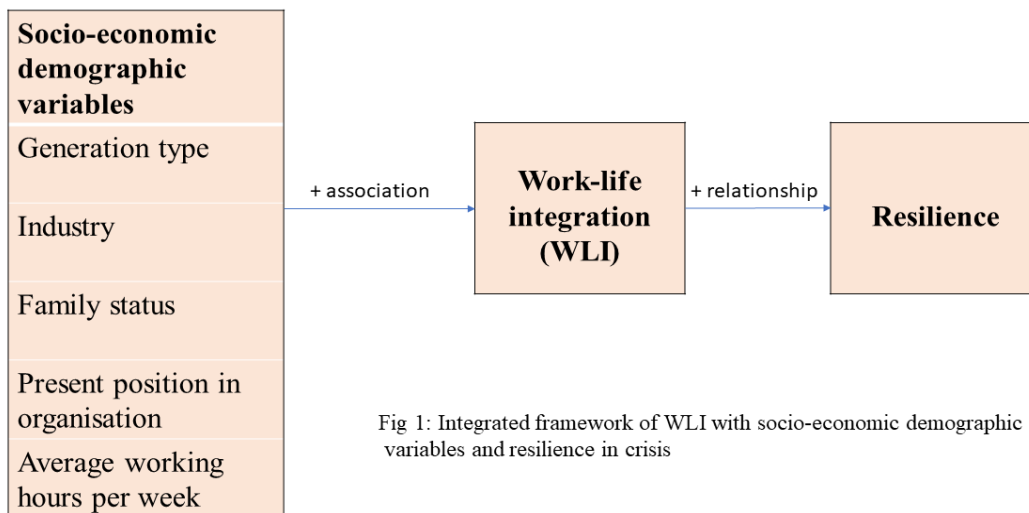 Socio-economic
demographic
variables
Generation type
Industry
Family status
Present position in
organisation
Average working
hours per week
+ association
Work-life
integration
(WLI)
+ relationship
Resilience
Fig 1: Integrated framework of WLI with socio-economic demographic
variables and resilience in crisis